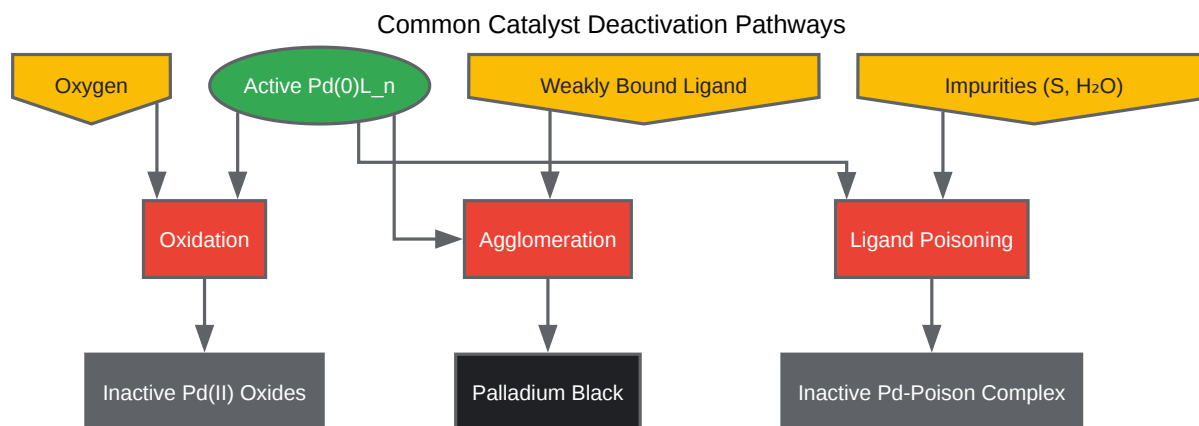 Common Catalyst Deactivation Pathways
Oxygen
Active Pd(0)L_n
Weakly Bound Ligand
Impurities (S, H₂O)
Oxidation
Agglomeration
Ligand Poisoning
Inactive Pd(II) Oxides
Palladium Black
Inactive Pd-Poison Complex